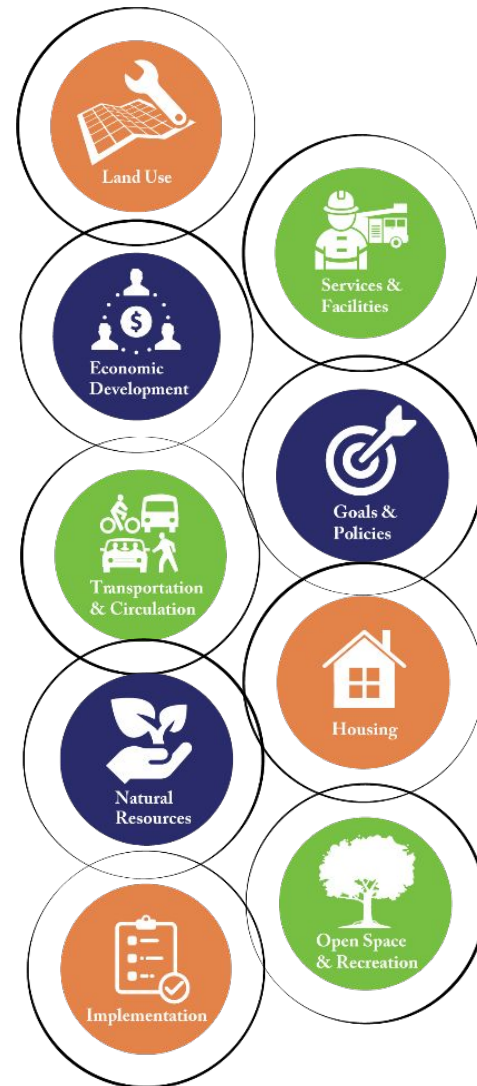 Land Use
Services &
Facilities
Economic
Development
$
Goals &
Policies
Transportation
& Circulation
Housing
Natural
Resources
Open Space
& Recreation
Implementation